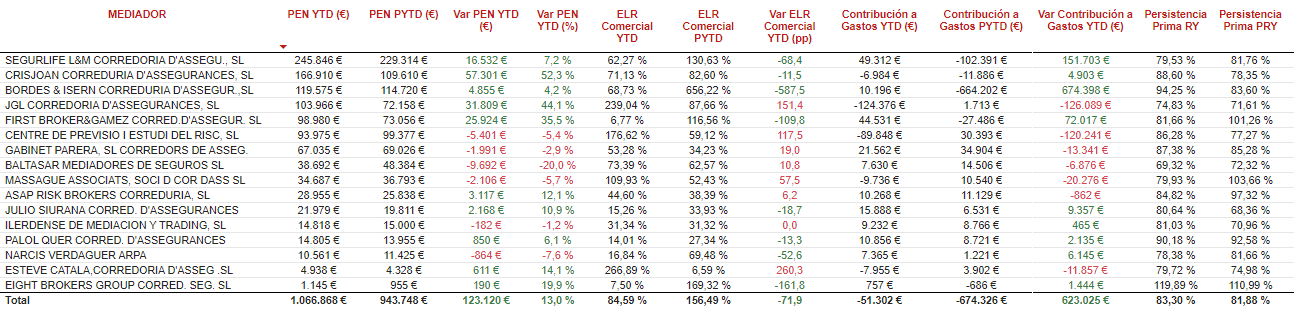 MEDIADOR PEN YTD (€) PEN PYTD (€) Var PEN YTD (€) Var PEN YTD (%) ELR Comercial YTD ELR Comercial PYTD Var ELR Comercial YTD (pp) Contribución a Gastos YTD (€) Contribución a Gastos PYTD (€) Var Contribución a Gastos YTD (€) Persistencia Prima RY Persistencia Prima PRY
SEGURLIFE L&M CORREDORIA D'ASSEGU., SL 245.846 € 229.314 € 16.532 € 7,2 % 62,27 % 130,63 % -68,4 49.312 € -102.391 € 151.703 € 79,53 % 81,76 %
CRISJOAN CORREDURIA D'ASSEGURANCES, SL 166.910 € 109.610 € 57.301 € 52,3 % 71,13 % 82,60 % -11,5 -6.984 € -11.886 € 4.903 € 88,60 % 78,35 %
BORDES & ISERN CORREDURIA D'ASSEGUR.,SL 119.575 € 114.720 € 4.855 € 4,2 % 68,73 % 656,22 % -587,5 10.196 € -664.202 € 674.398 € 94,25 % 83,60 %
JGL CORREDORIA D'ASSEGURANCES, SL 103.966 € 72.158 € 31.809 € 44,1 % 239,04 % 87,66 % 151,4 -124.376 € 1.713 € -126.089 € 74,83 % 71,61 %
FIRST BROKER&GAMEZ CORRED.D'ASSEGUR. SL 98.980 € 73.056 € 25.924 € 35,5 % 6,77 % 116,56 % -109,8 44.531 € -27.486 € 72.017 € 81,66 % 101,26 %
CENTRE DE PREVISIO I ESTUDI DEL RISC, SL 93.975 € 99.377 € -5.401 € -5,4 % 176,62 % 59,12 % 117,5 -89.848 € 30.393 € -120.241 € 86,28 % 77,27 %
GABINET PARERA, SL CORREDORS DE ASSEG. 67.035 € 69.026 € -1.991 € -2,9 % 53,28 % 34,23 % 19,0 21.562 € 34.904 € -13.341 € 87,38 % 85,28 %
BALTASAR MEDIADORES DE SEGUROS SL 38.692 € 48.384 € -9.692 € -20,0 % 73,39 % 62,57 % 10,8 7.630 € 14.506 € -6.876 € 69,32 % 72,32 %
MASSAGUE ASSOCIATS, SOCI D COR DASS SL 34.687 € 36.793 € -2.106 € -5,7 % 109,93 % 52,43 % 57,5 -9.736 € 10.540 € -20.276 € 79,93 % 103,66 %
ASAP RISK BROKERS CORREDURIA, SL 28.955 € 25.838 € 3.117 € 12,1 % 44,60 % 38,39 % 6,2 10.268 € 11.129 € -862 € 84,82 % 97,32 %
JULIO SIURANA CORRED. D'ASSEGURANCES 21.979 € 19.811 € 2.168 € 10,9 % 15,26 % 33,93 % -18,7 15.888 € 6.531 € 9.357 € 80,64 % 68,36 %
ILERDENSE DE MEDIACION Y TRADING, SL 14.818 € 15.000 € -182 € -1,2 % 31,34 % 31,32 % 0,0 9.232 € 8.766 € 465 € 81,03 % 70,96 %
PALOL QUER CORRED. D'ASSEGURANCES 14.805 € 13.955 € 850 € 6,1 % 14,01 % 27,34 % -13,3 10.856 € 8.721 € 2.135 € 90,18 % 92,58 %
NARCIS VERDAGUER ARPA 10.561 € 11.425 € -864 € -7,6 % 16,84 % 69,48 % -52,6 7.365 € 1.221 € 6.145 € 78,38 % 81,66 %
ESTEVE CATALA,CORREDORIA D'ASSEG .SL 4.938 € 4.328 € 611 € 14,1 % 266,89 % 6,59 % 260,3 -7.955 € 3.902 € -11.857 € 79,72 % 74,98 %
EIGHT BROKERS GROUP CORRED. SEG. SL 1.145 € 955 € 190 € 19,9 % 7,50 % 169,32 % -161,8 757 € -686 € 1.444 € 119,89 % 110,99 %
Total 1.066.868 € 943.748 € 123.120 € 13,0 % 84,59 % 156,49 % -71,9 -51.302 € -674.326 € 623.025 € 83,30 % 81,88 %